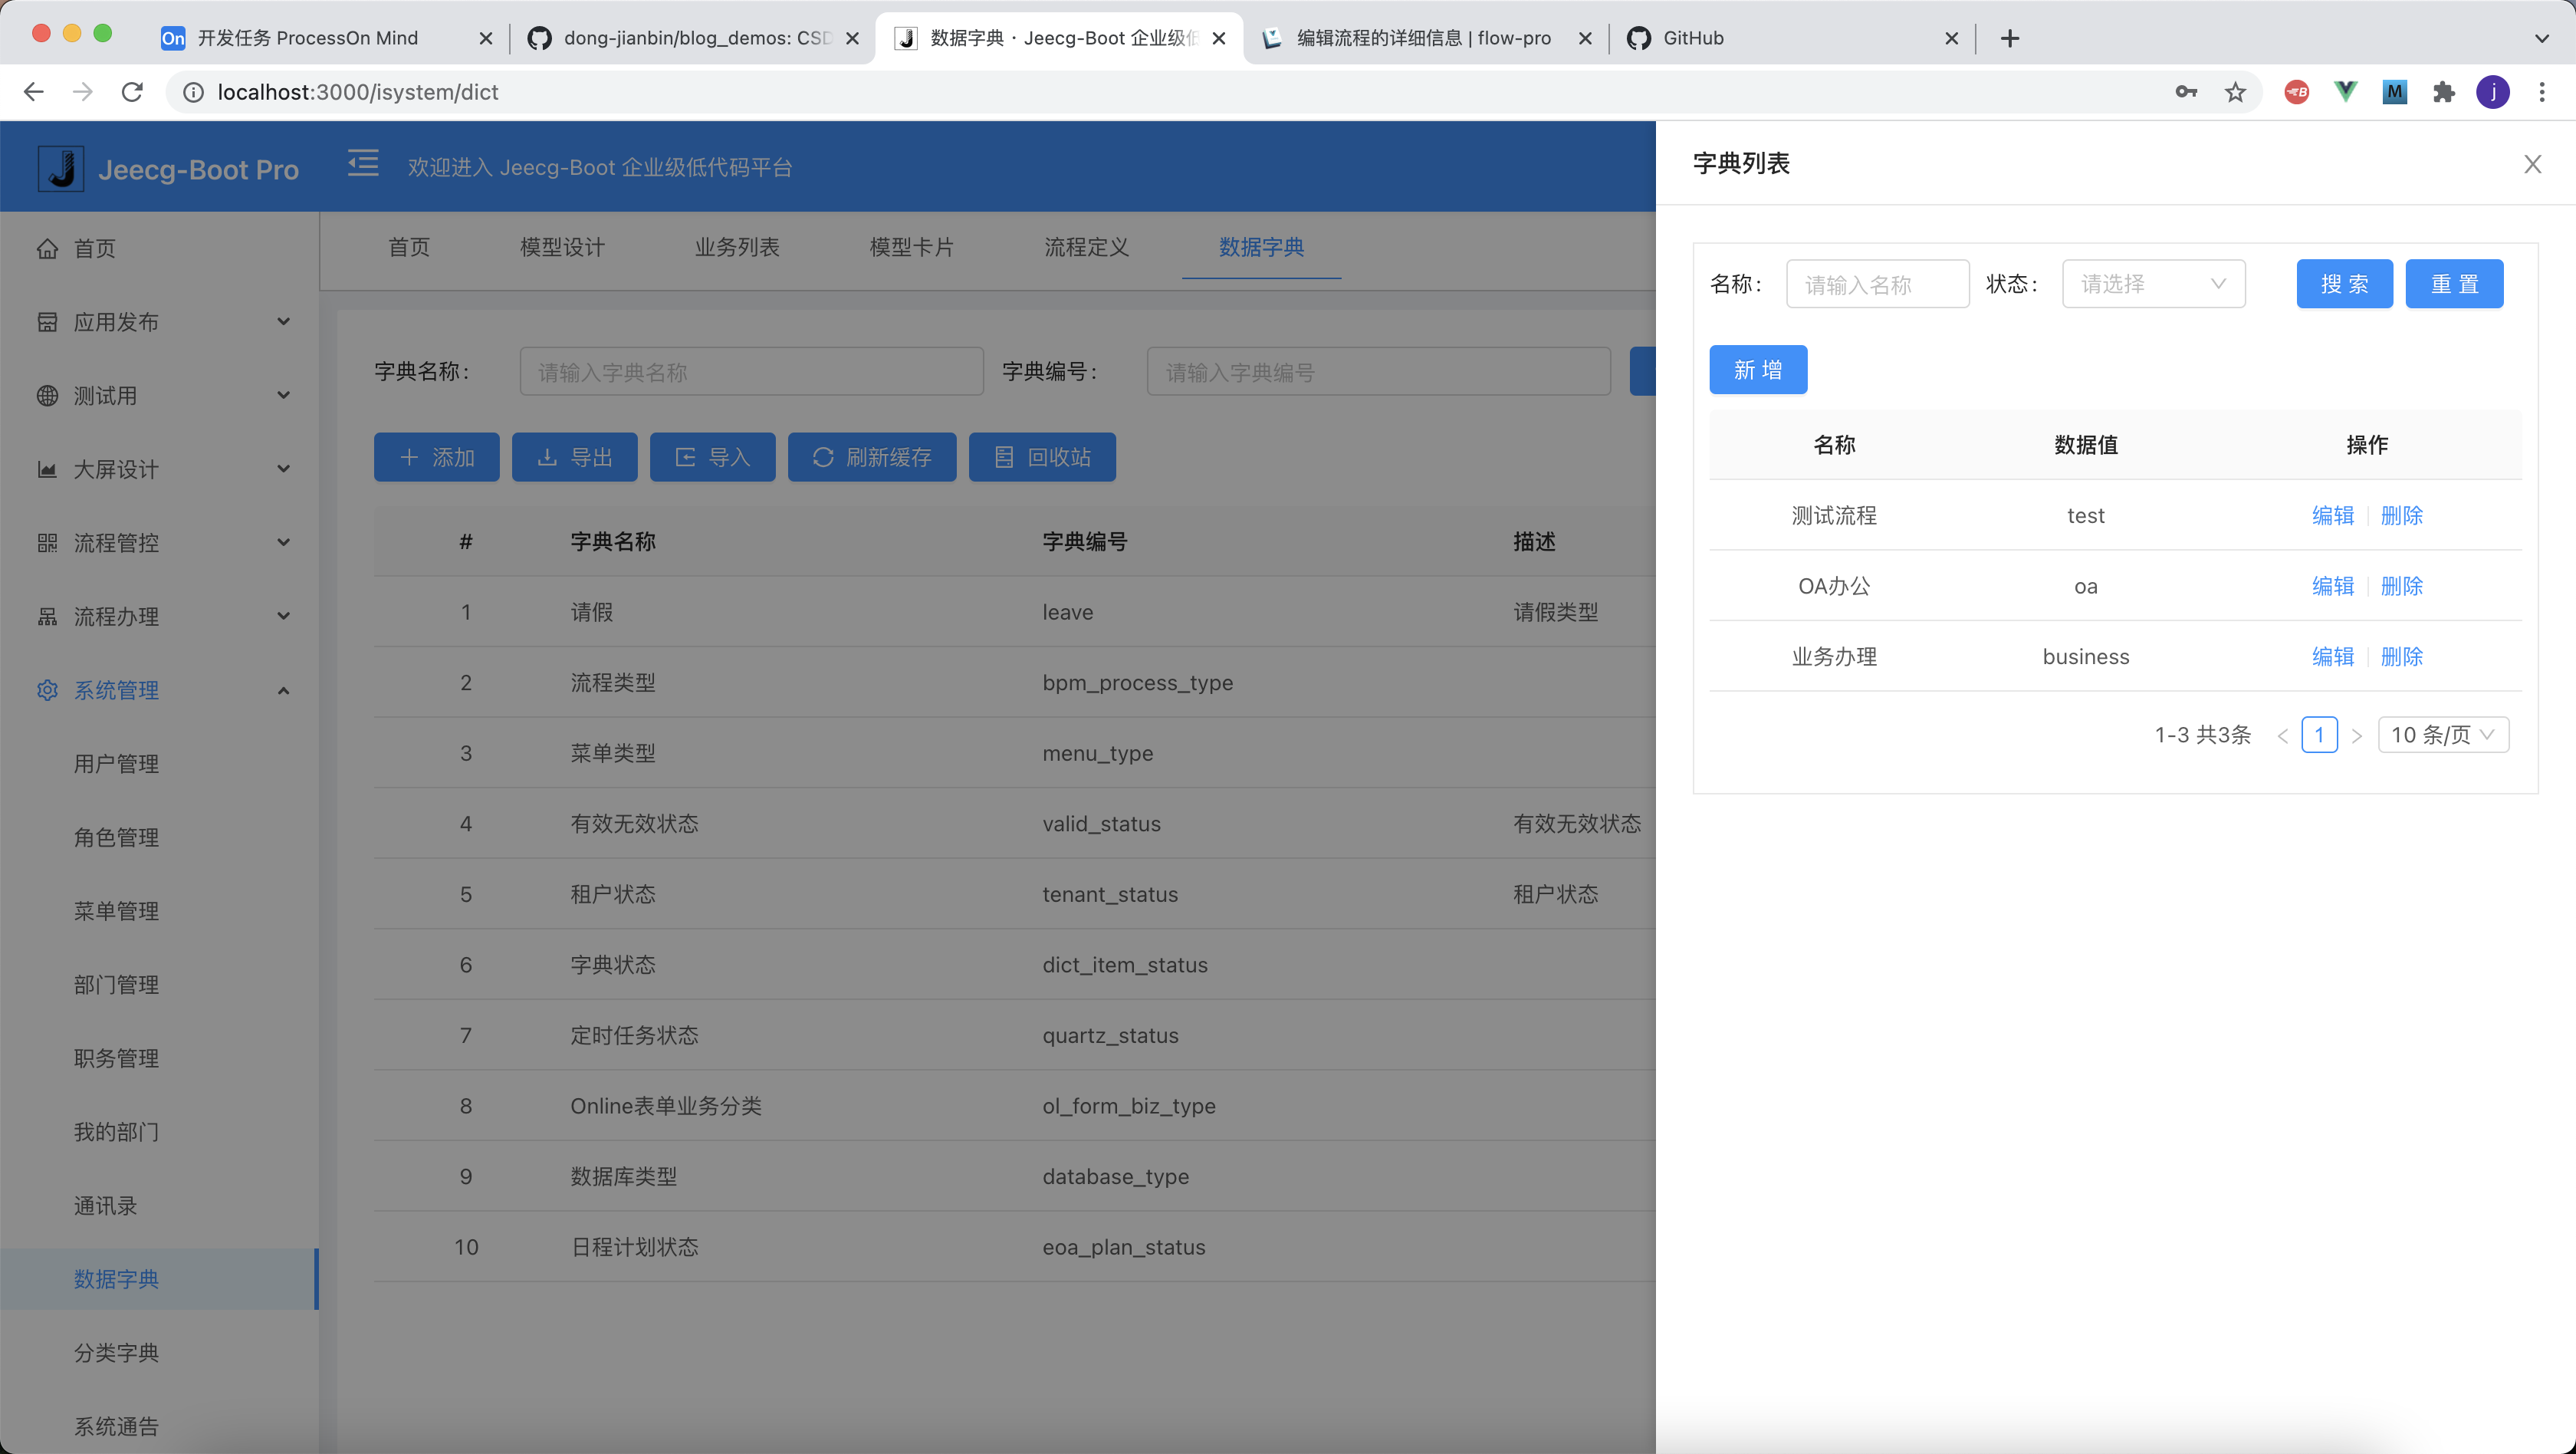 On 开发任务 ProcessOn Mind
dong-jianbin/blog_demos: CSD
数据字典 · Jeecg-Boot 企业级低
编辑流程的详细信息 | flow-pro
GitHub
localhost:3000/isystem/dict
B
M
j
Jeecg-Boot Pro
欢迎进入 Jeecg-Boot 企业级低代码平台
首页
应用发布
测试用
大屏设计
流程管控
流程办理
系统管理
用户管理
角色管理
菜单管理
部门管理
职务管理
我的部门
通讯录
数据字典
分类字典
系统通告
首页 模型设计 业务列表 模型卡片 流程定义 数据字典
字典名称: 请输入字典名称 字典编号: 请输入字典编号
添加 导出 导入 刷新缓存 回收站
# 字典名称 字典编号 描述
1 请假 leave 请假类型
2 流程类型 bpm_process_type
3 菜单类型 menu_type
4 有效无效状态 valid_status 有效无效状态
5 租户状态 tenant_status 租户状态
6 字典状态 dict_item_status
7 定时任务状态 quartz_status
8 Online表单业务分类 ol_form_biz_type
9 数据库类型 database_type
10 日程计划状态 eoa_plan_status
字典列表
名称: 请输入名称 状态: 请选择 搜 索 重 置
新 增
名称 数据值 操作
测试流程 test 编辑 删除
OA办公 oa 编辑 删除
业务办理 business 编辑 删除
1-3 共3条 < 1 > 10 条/页